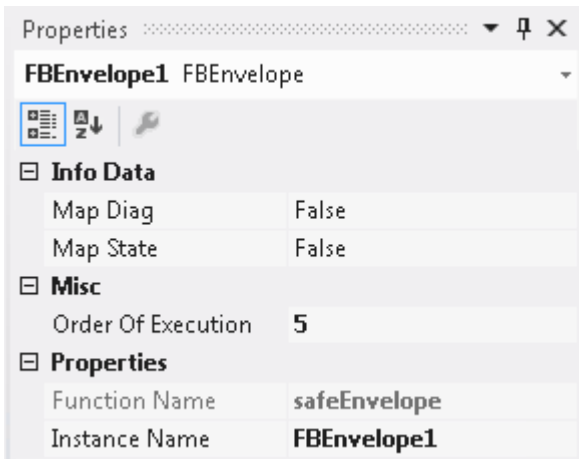 Properties
FBEnvelope1 FBEnvelope
Info Data
Map Diag False
Map State False
Misc
Order Of Execution 5
Properties
Function Name safeEnvelope
Instance Name FBEnvelope1